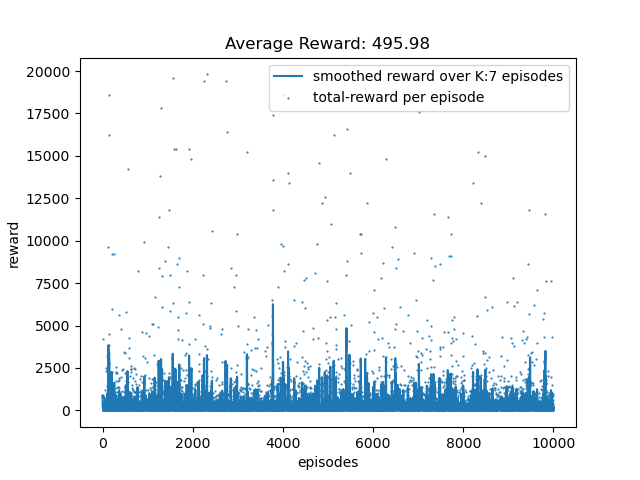 Average Reward: 495.98
smoothed reward over K:7 episodes
total-reward per episode
20000
17500
15000
12500
10000
7500
5000
2500
0
reward
0 2000 4000 6000 8000 10000
episodes